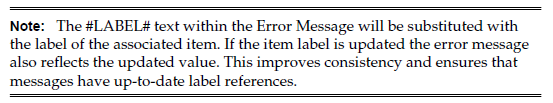 Note: The #LABEL# text within the Error Message will be substituted with
the label of the associated item. If the item label is updated the error message
also reflects the updated value. This improves consistency and ensures that
messages have up-to-date label references.